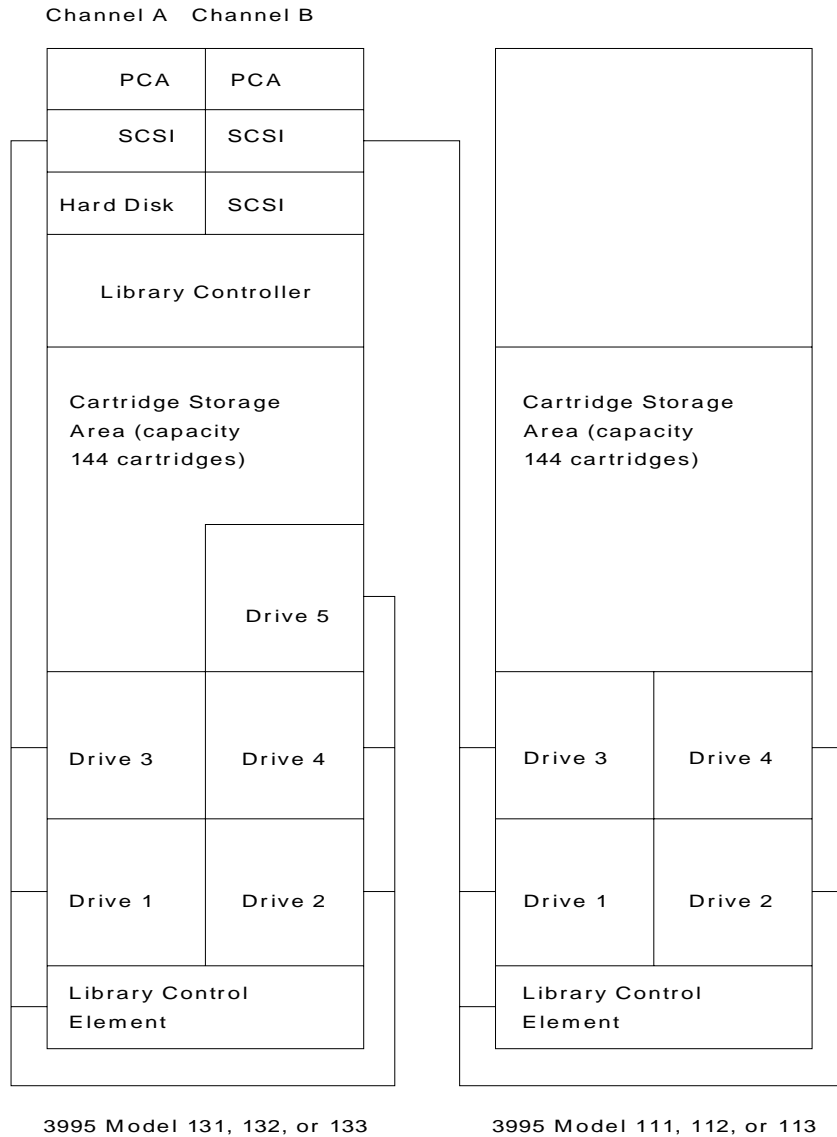 Channel A Channel B
PCA PCA
SCSI SCSI
Hard Disk SCSI
Library Controller
Cartridge Storage
Area (capacity
144 cartridges)
Drive 5
Drive 3 Drive 4
Drive 1 Drive 2
Library Control
Element
3995 Model 131, 132, or 133
Cartridge Storage
Area (capacity
144 cartridges)
Drive 3 Drive 4
Drive 1 Drive 2
Library Control
Element
3995 Model 111, 112, or 113